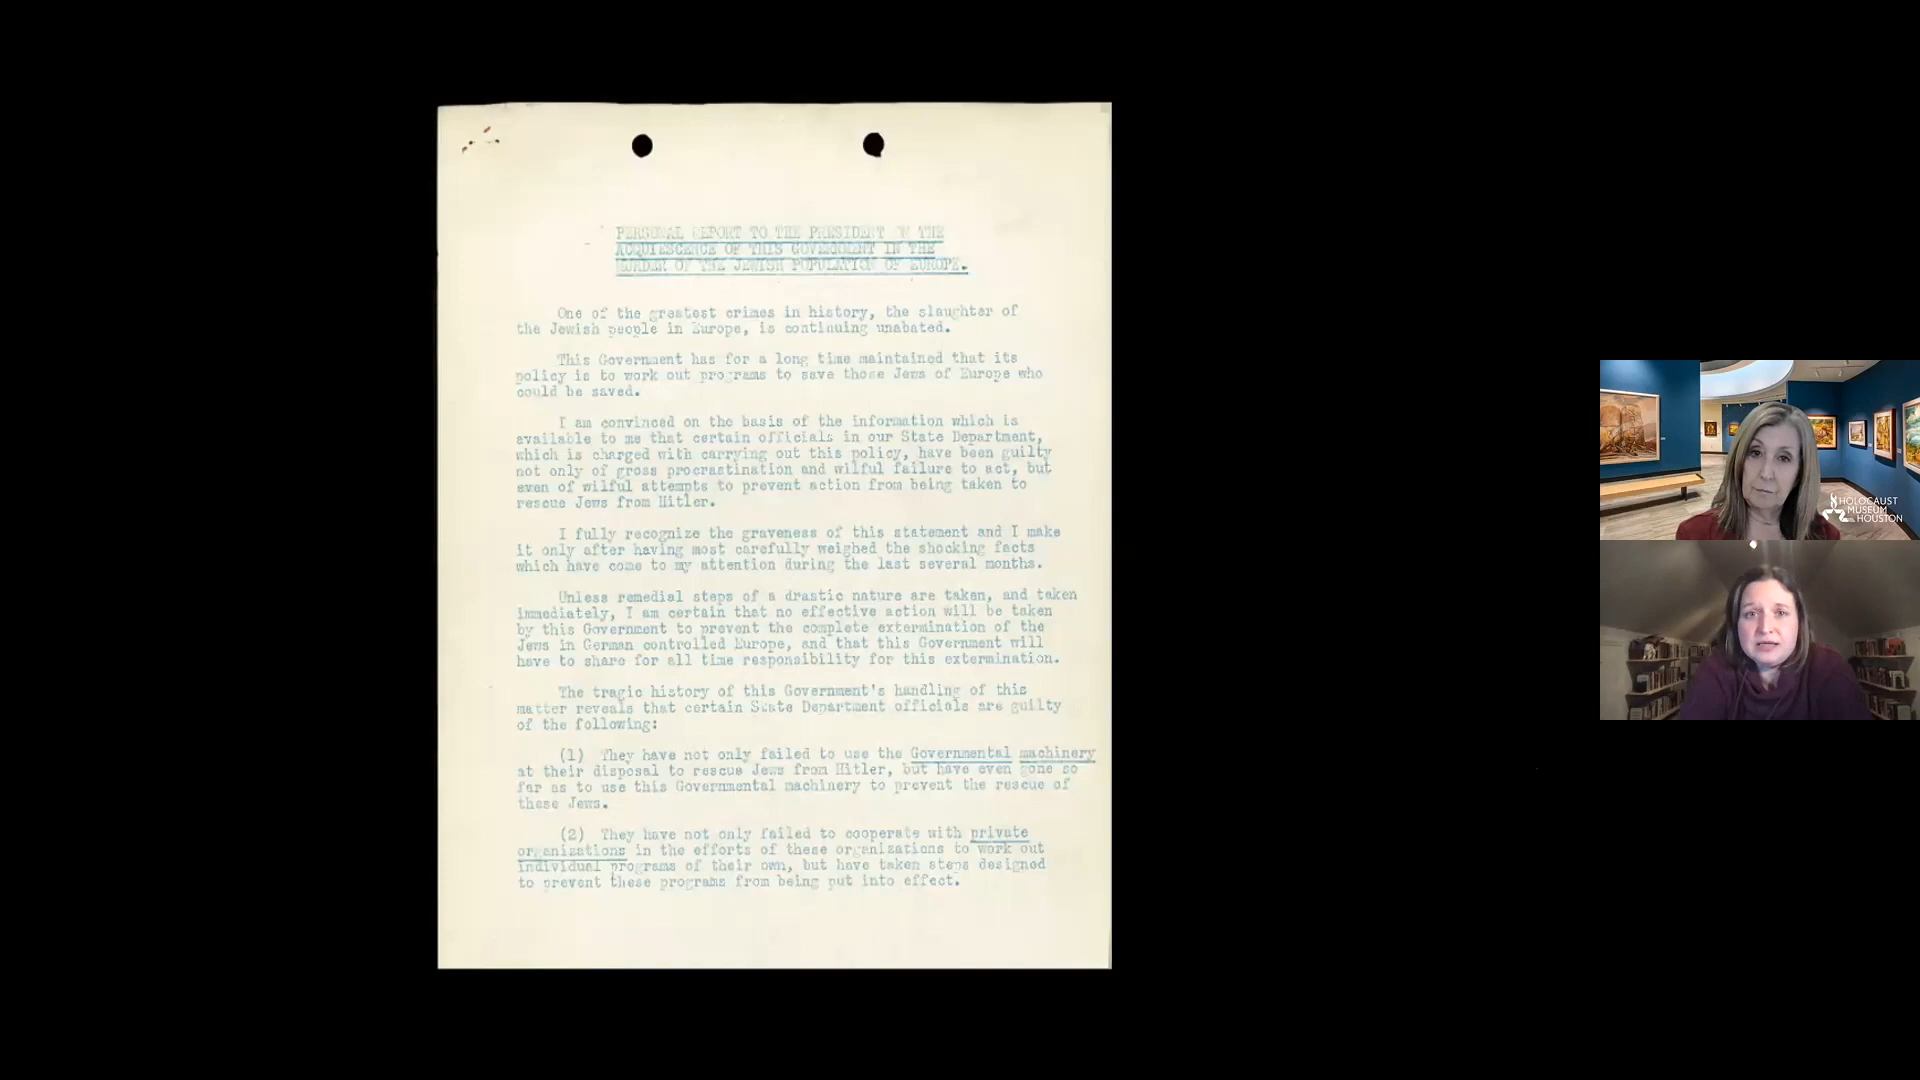 PERSONAL REPORT TO THE PRESIDENT ON THE
ACQUIESCENCE OF THIS GOVERNMENT IN THE
MURDER OF THE JEWISH POPULATION OF EUROPE.
One of the greatest crimes in history, the slaughter of
the Jewish people in Europe, is continuing unabated.
This Government has for a long time maintained that its
policy is to work out programs to save those Jews of Europe who
could be saved.
I am convinced on the basis of the information which is
available to me that certain officials in our State Department,
which is charged with carrying out this policy, have been guilty
not only of gross procrastination and wilful failure to act, but
even of wilful attempts to prevent action from being taken to
rescue Jews from Hitler.
I fully recognize the graveness of this statement and I make
it only after having most carefully weighed the shocking facts
which have come to my attention during the last several months.
Unless remedial steps of a drastic nature are taken, and taken
immediately, I am certain that no effective action will be taken
by this Government to prevent the complete extermination of the
Jews in German controlled Europe, and that this Government will
have to share for all time responsibility for this extermination.
The tragic history of this Government's handling of this
matter reveals that certain State Department officials are guilty
of the following:
(1) They have not only failed to use the Governmental machinery
at their disposal to rescue Jews from Hitler, but have even gone so
far as to use this Governmental machinery to prevent the rescue of
these Jews.
(2) They have not only failed to cooperate with private
organizations in the efforts of these organizations to work out
individual programs of their own, but have taken steps designed
to prevent these programs from being put into effect.
HOLOCAUST
MUSEUM
HOUSTON